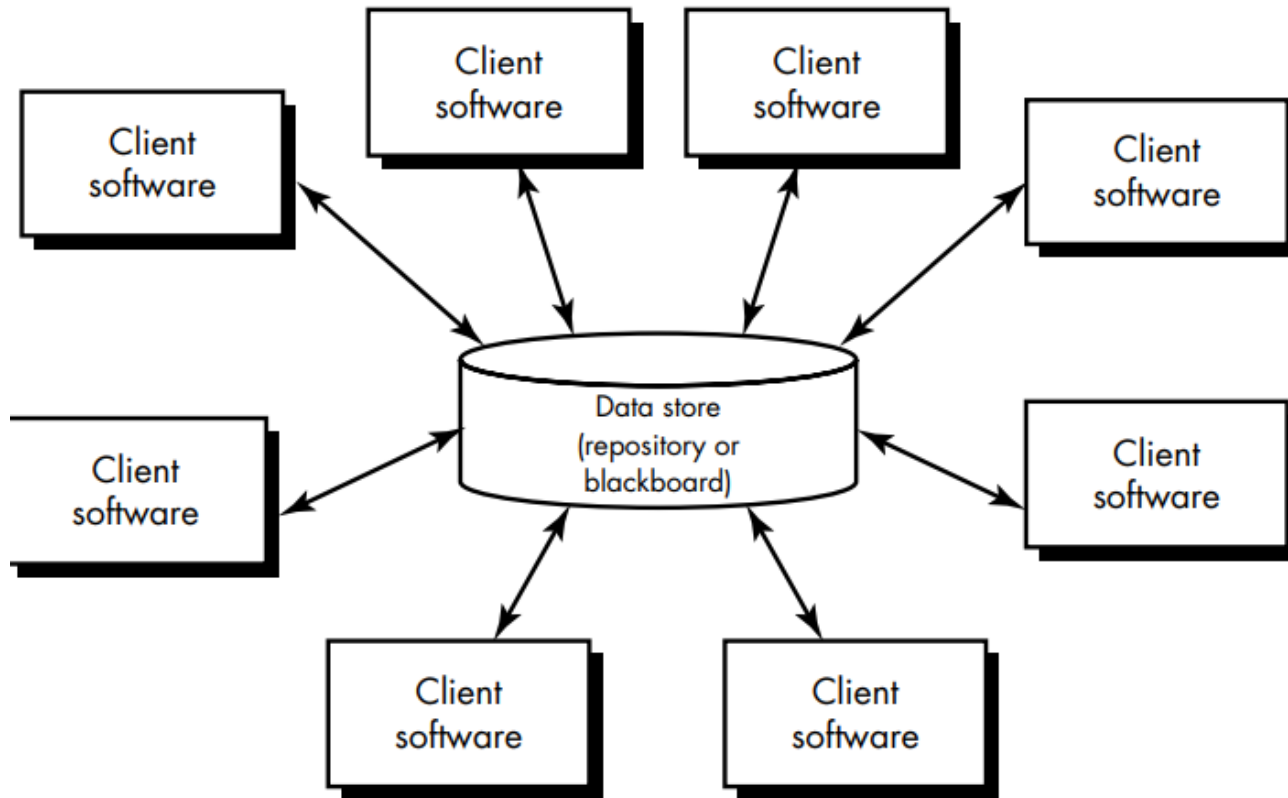 Client
software
Client
software
Client
software
Client
software
Client
software
Data store
(repository or
blackboard)
Client
software
Client
software
Client
software